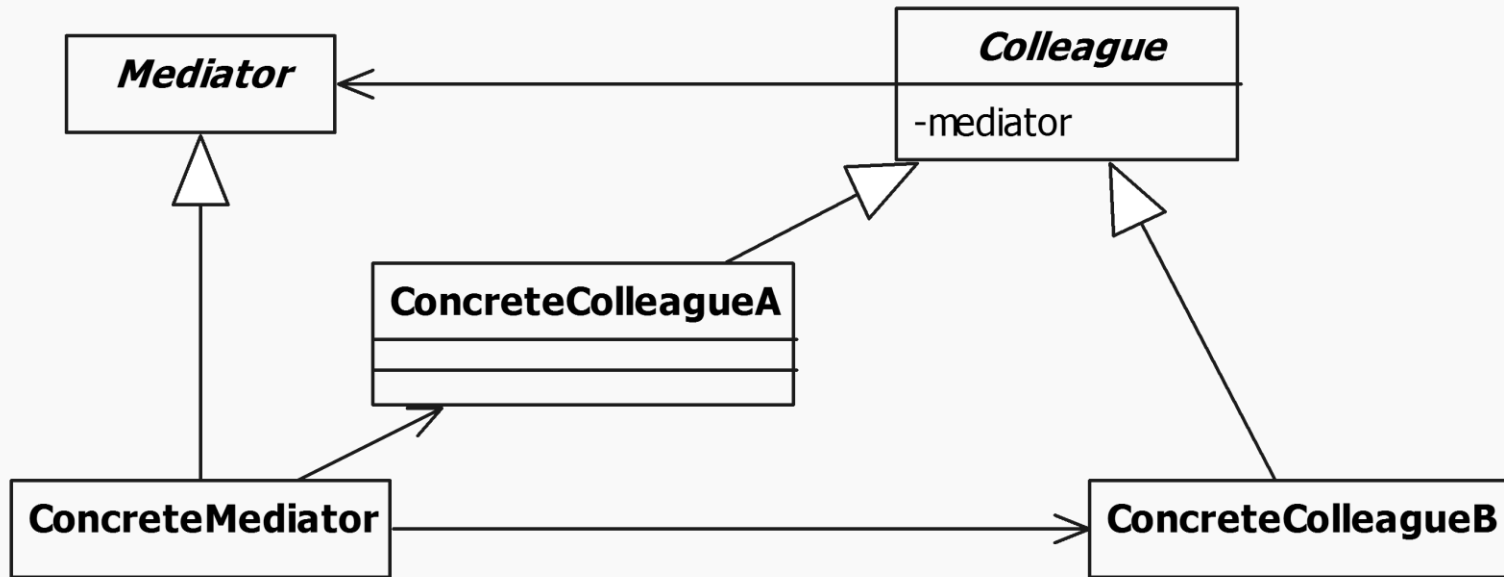 Mediator
Colleague
-mediator
ConcreteColleagueA
ConcreteMediator
ConcreteColleagueB